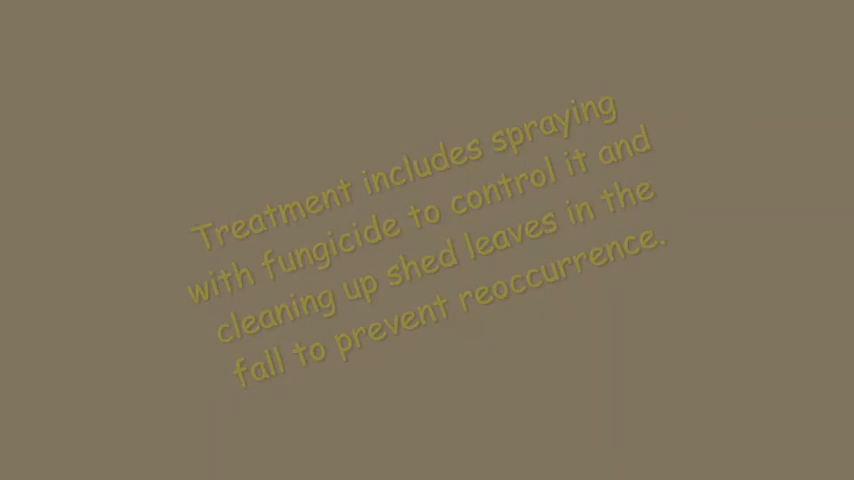 Treatment includes spraying
with fungicide to control it and
cleaning up shed leaves in the
fall to prevent reoccurrence.